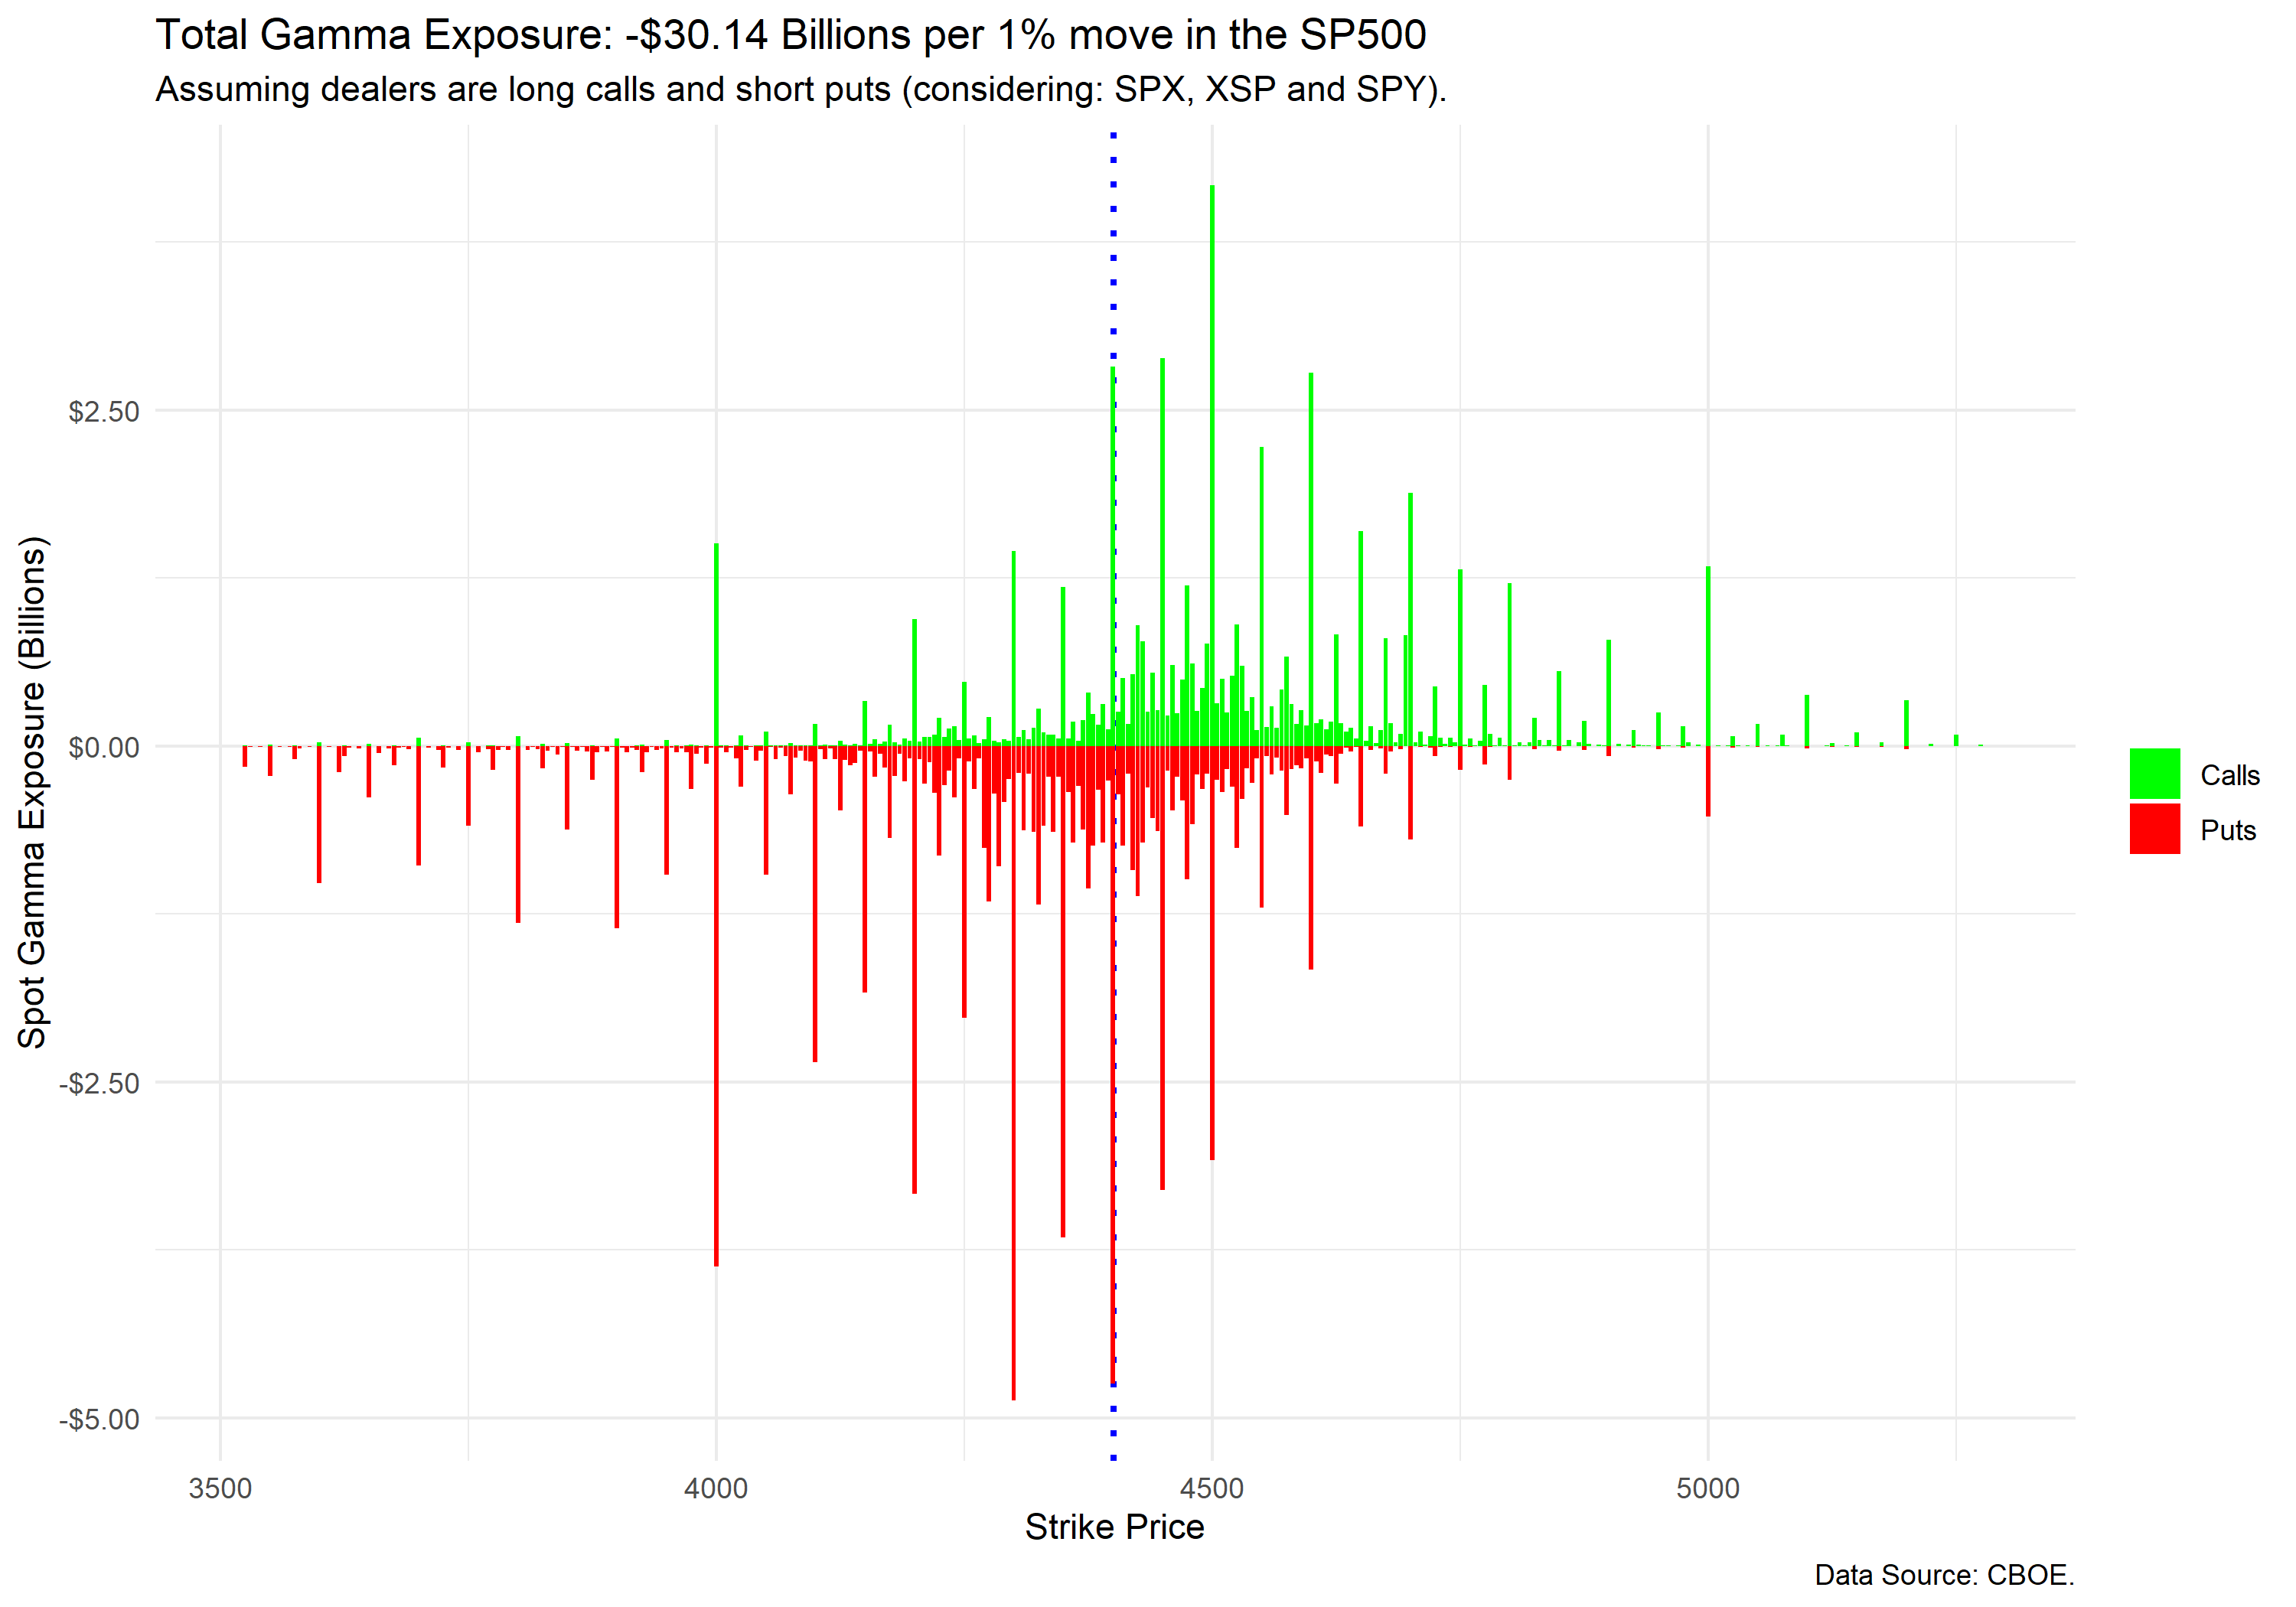 Total Gamma Exposure: -$30.14 Billions per 1% move in the SP500
Assuming dealers are long calls and short puts (considering: SPX, XSP and SPY).
Spot Gamma Exposure (Billions)
$2.50
$0.00
-$2.50
-$5.00
3500
4000
4500
5000
Strike Price
Calls
Puts
Data Source: CBOE.